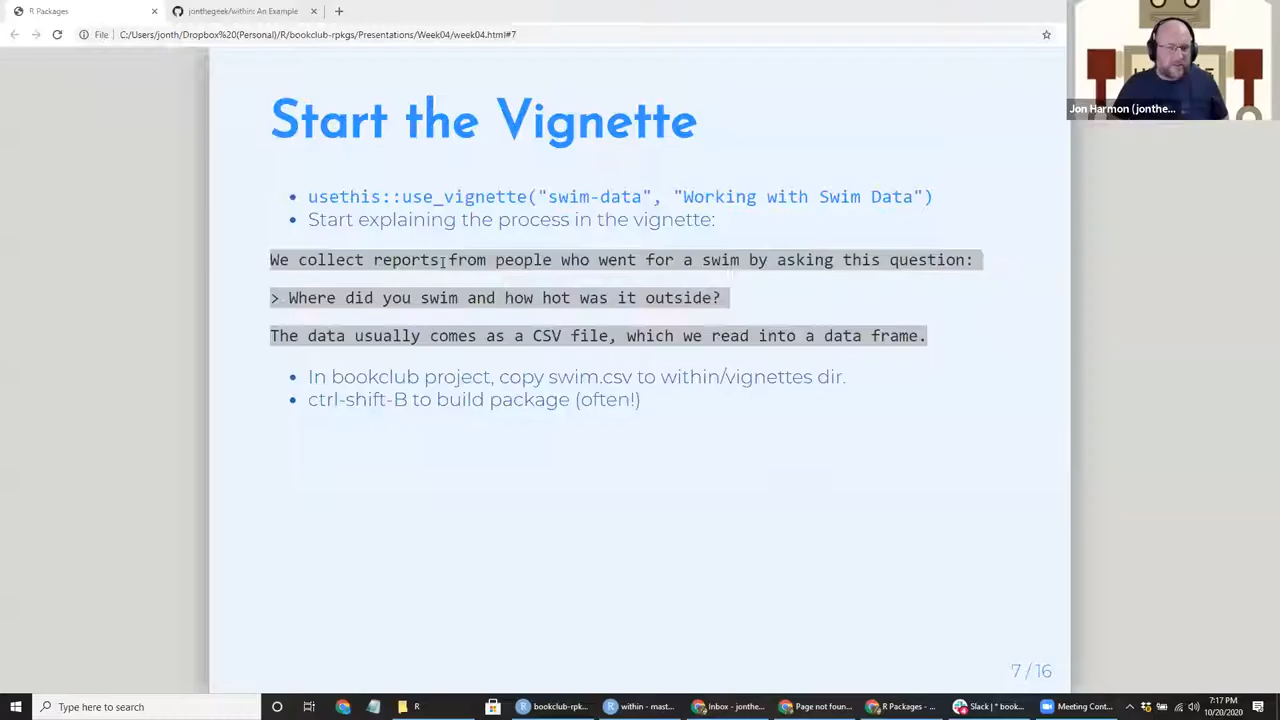 R Packages
jonthegeek/within: An Example
File
C:/Users/jonth/Dropbox%20(Personal)/R/bookclub-rpkgs/Presentations/Week04/week04.html#7
Jon Harmon (jonthe...
Start the Vignette
• usethis::use_vignette("swim-data", "Working with Swim Data")
• Start explaining the process in the vignette:
We collect reports from people who went for a swim by asking this question:
> Where did you swim and how hot was it outside?
The data usually comes as a CSV file, which we read into a data frame.
• In bookclub project, copy swim.csv to within/vignettes dir.
• ctrl-shift-B to build package (often!)
7 / 16
Type here to search
R
bookclub-rpk...
within - mast...
Inbox - jonthe...
Page not foun...
R Packages - ...
Slack | * book...
Meeting Cont...
7:17 PM
10/20/2020